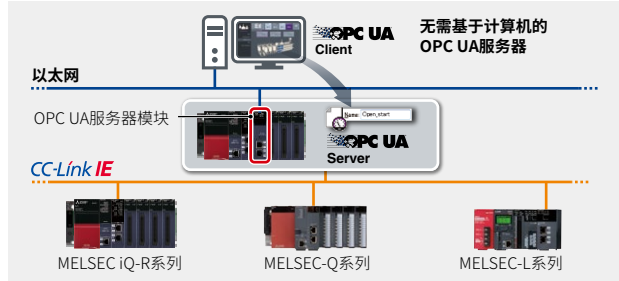 OPC UA
Client
无需基于计算机的
OPC UA服务器
以太网
OPC UA服务器模块
Name: Open_start
OPC UA
Server
CC-Link IE
MELSEC iQ-R系列
MELSEC-Q系列
MELSEC-L系列